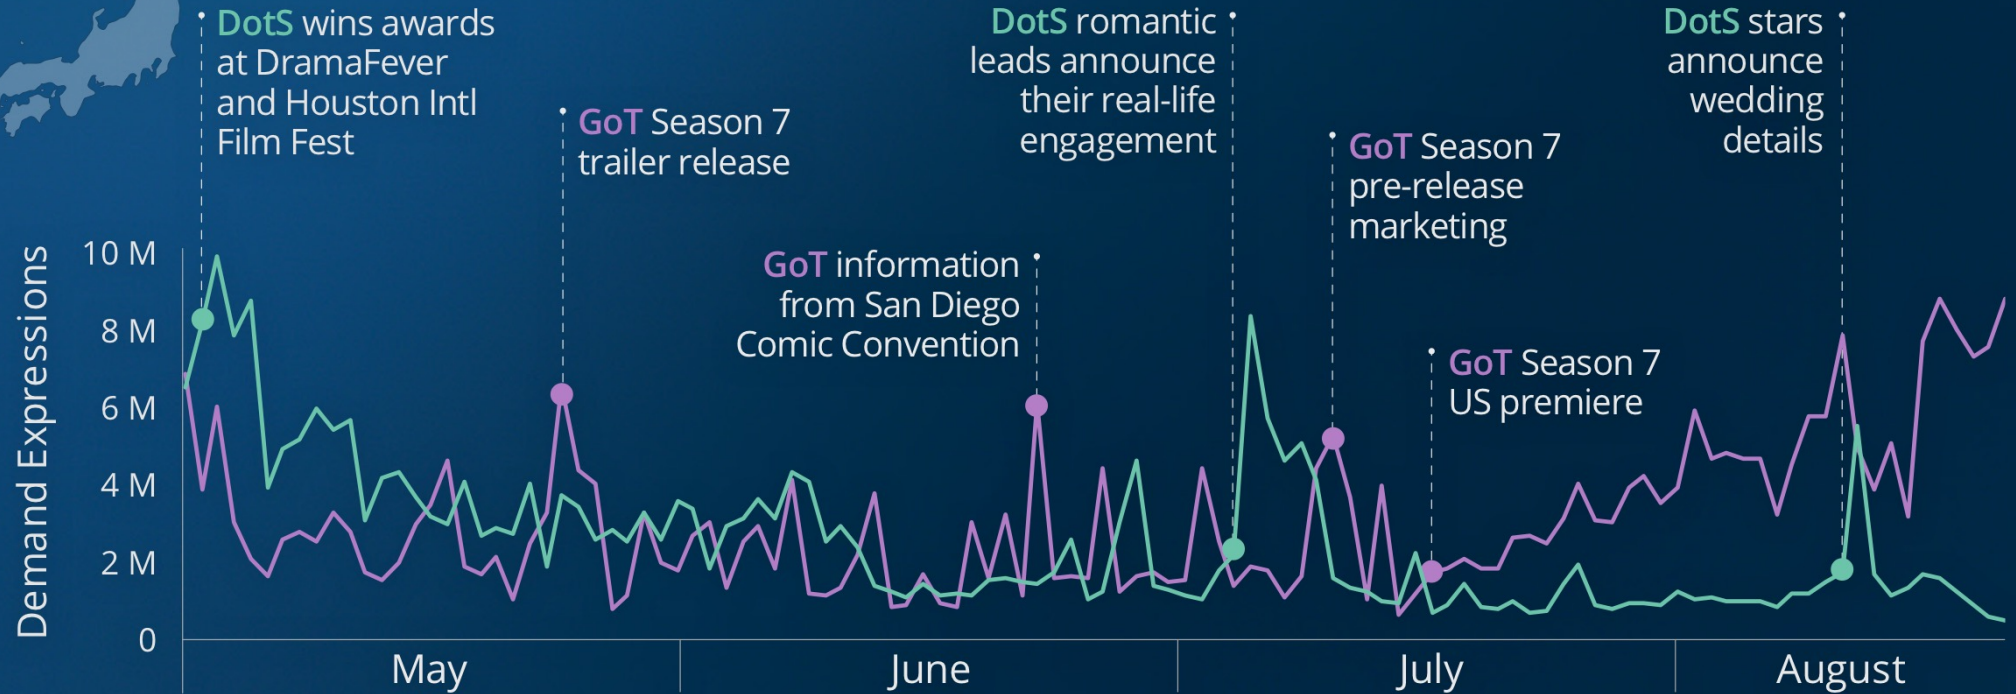 DotS wins awards
at DramaFever
and Houston Intl
Film Fest
GoT Season 7
trailer release
GoT information
from San Diego
Comic Convention
DotS romantic
leads announce
their real-life
engagement
GoT Season 7
pre-release
marketing
GoT Season 7
US premiere
DotS stars
announce
wedding
details
Demand Expressions
10 M
8 M
6 M
4 M
2 M
0
May
June
July
August